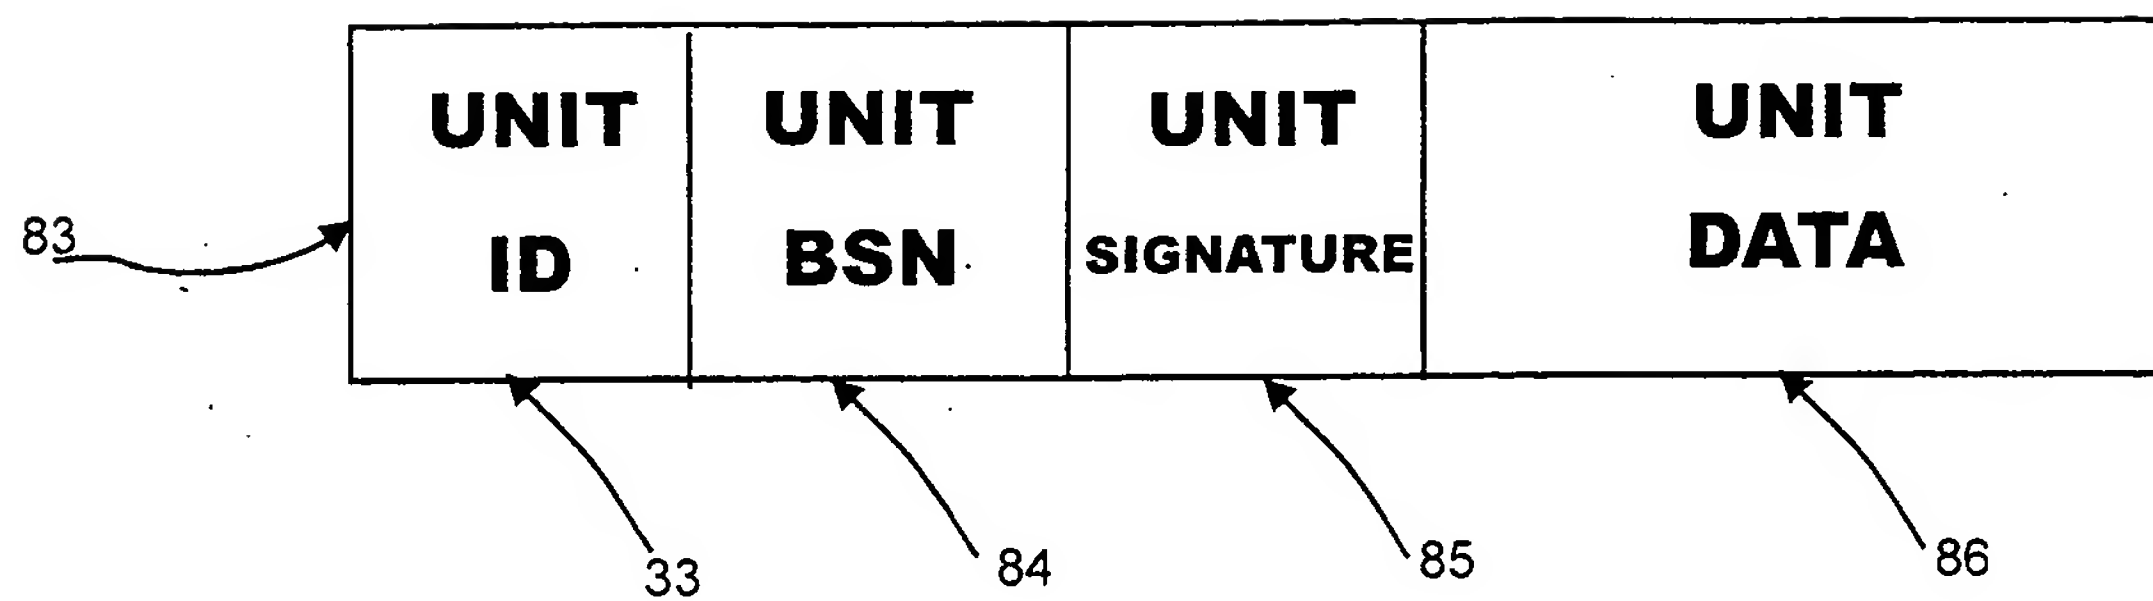 UNIT UNIT UNIT UNIT
ID BSN SIGNATURE DATA
83
33 84 85 86